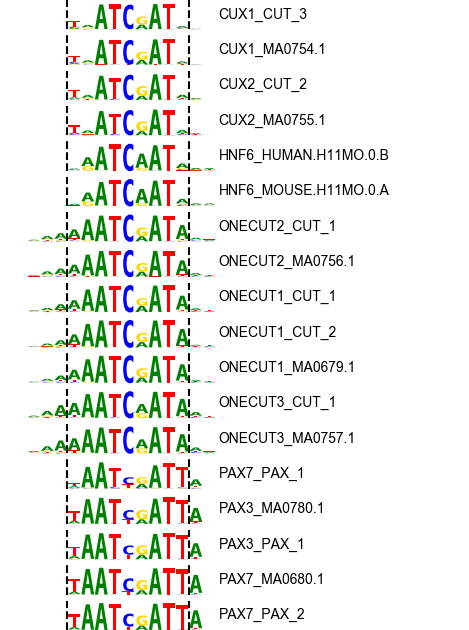 CUX1_CUT_3
CUX1_MA0754.1
CUX2_CUT_2
CUX2_MA0755.1
HNF6_HUMAN.H11MO.0.B
HNF6_MOUSE.H11MO.0.A
ONECUT2_CUT_1
ONECUT2_MA0756.1
ONECUT1_CUT_1
ONECUT1_CUT_2
ONECUT1_MA0679.1
ONECUT3_CUT_1
ONECUT3_MA0757.1
PAX7_PAX_1
PAX3_MA0780.1
PAX3_PAX_1
PAX7_MA0680.1
PAX7_PAX_2